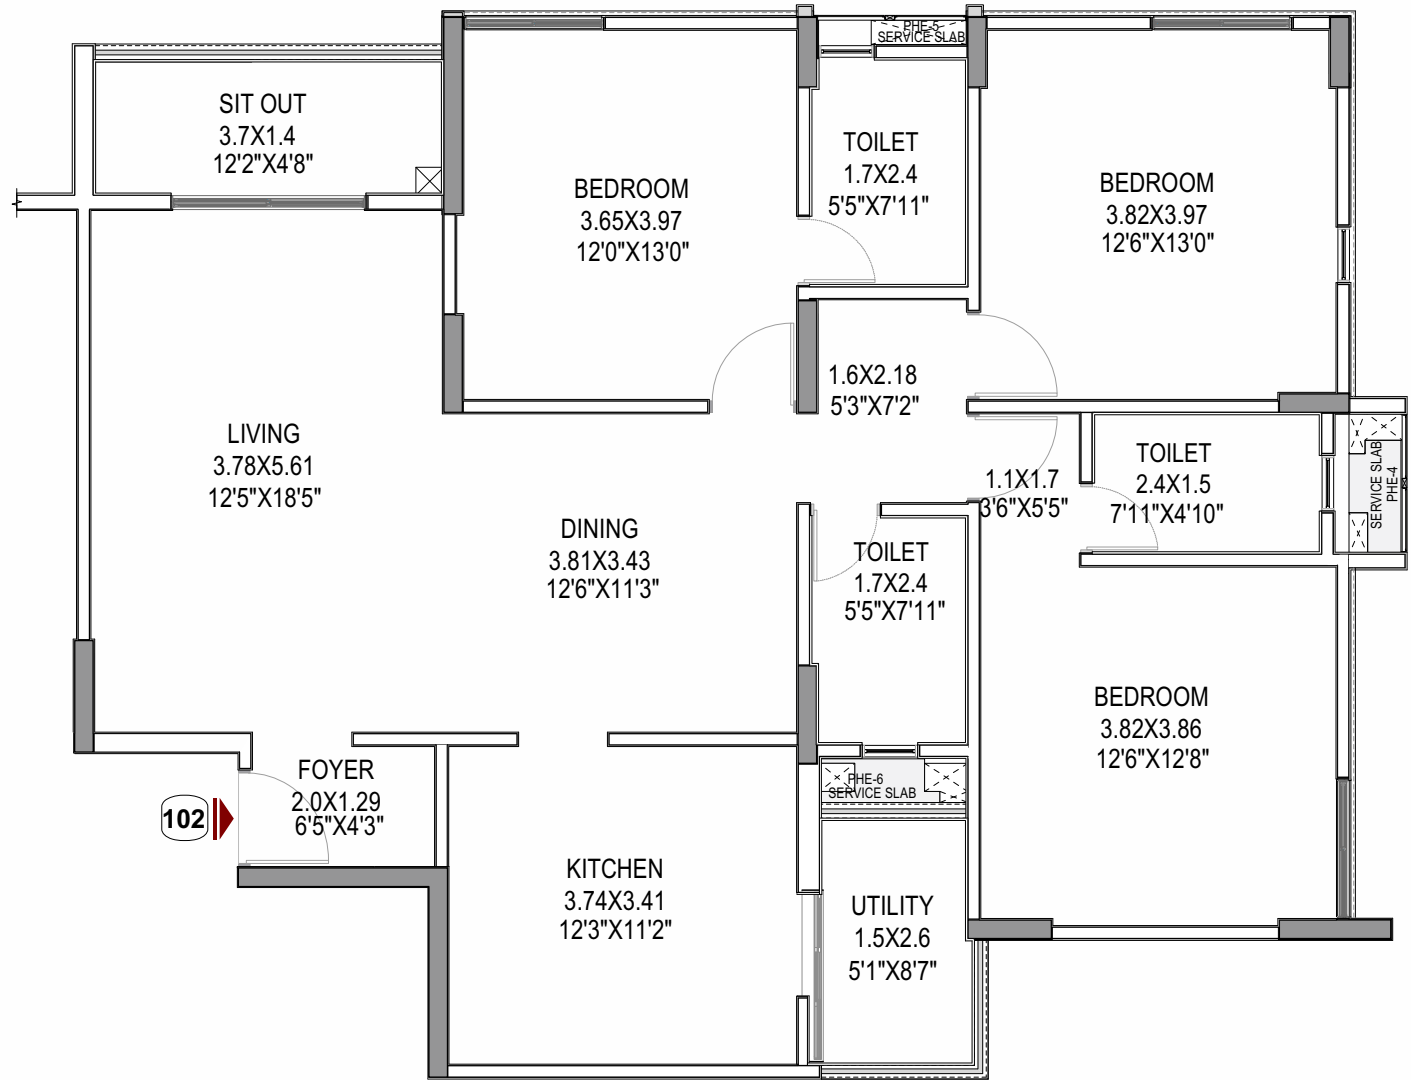 PHE-5
SERVICE SLAB
SIT OUT
3.7X1.4
12'2"X4'8"
TOILET
1.7X2.4
5'5"X7'11"
BEDROOM
3.65X3.97
12'0"X13'0"
BEDROOM
3.82X3.97
12'6"X13'0"
1.6X2.18
5'3"X7'2"
LIVING
3.78X5.61
12'5"X18'5"
1.1X1.7
3'6"X5'5"
TOILET
2.4X1.5
7'11"X4'10"
SERVICE SLAB
PHE-4
DINING
3.81X3.43
12'6"X11'3"
TOILET
1.7X2.4
5'5"X7'11"
BEDROOM
3.82X3.86
12'6"X12'8"
FOYER
2.0X1.29
6'5"X4'3"
102
PHE-6
SERVICE SLAB
KITCHEN
3.74X3.41
12'3"X11'2"
UTILITY
1.5X2.6
5'1"X8'7"